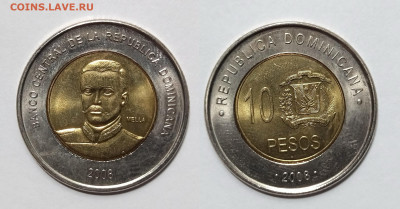 COINS.LAVE.RU
BANCO CENTRAL DE LA REPUBLICA DOMINICANA
MELLA
2008
REPUBLICA DOMINICANA
10
PESOS
2008